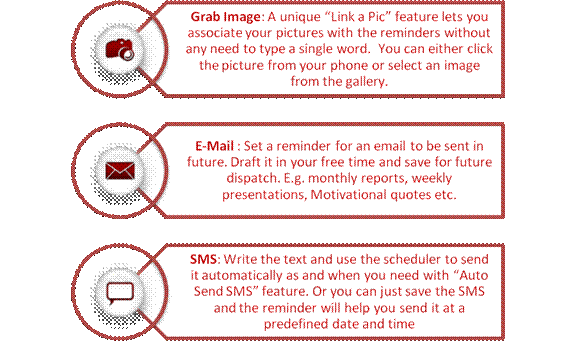 Grab Image: A unique “Link a Pic” feature lets you
associate your pictures with the reminders without
any need to type a single word.  You can either click
the picture from your phone or select an image
from the gallery.
E-Mail : Set a reminder for an email to be sent in
future. Draft it in your free time and save for future
dispatch. E.g. monthly reports, weekly
presentations, Motivational quotes etc.
SMS: Write the text and use the scheduler to send
it automatically as and when you need with “Auto
Send SMS” feature. Or you can just save the SMS
and the reminder will help you send it at a
predefined date and time